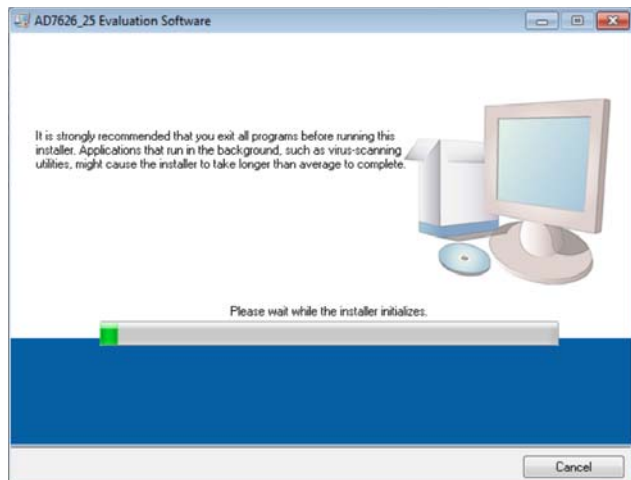 AD7626_25 Evaluation Software
It is strongly recommended that you exit all programs before running this
installer. Applications that run in the background, such as virus-scanning
utilities, might cause the installer to take longer than average to complete.
Please wait while the installer initializes.
Cancel